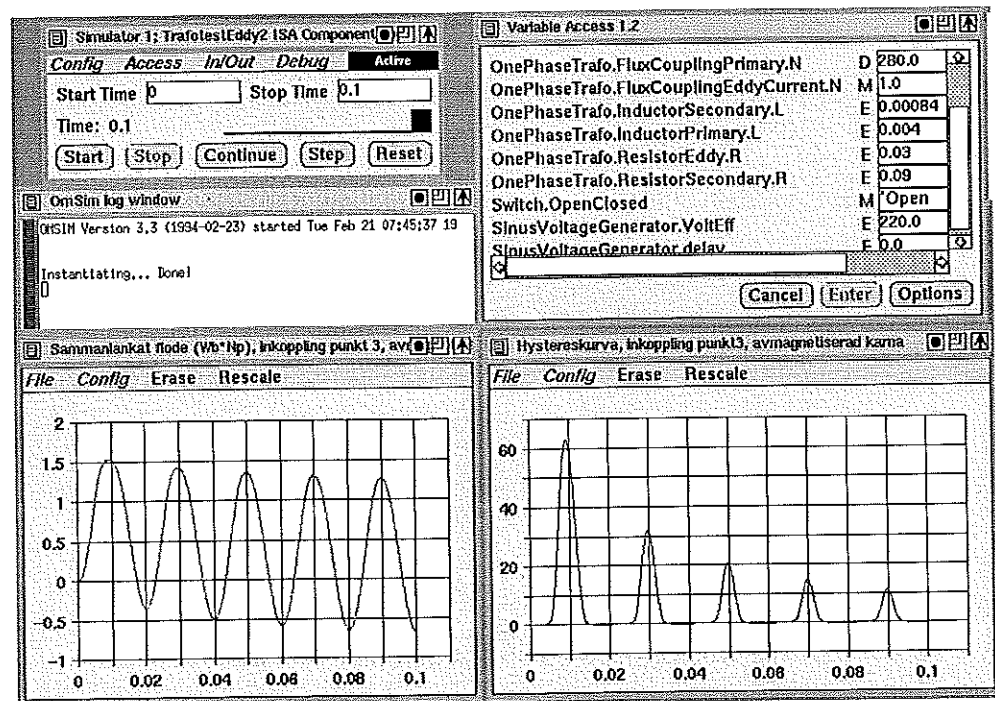 Simulator 1: TrafotestEddy2 ISA Component
Config Access In/Out Debug Active
Start Time 0 Stop Time 0.1
Time: 0.1
Start Stop Continue Step Reset
OmSim log window
OMSIM Version 3.3 (1994-02-23) started Tue Feb 21 07:45:37 19
Instantiating... Done!
Variable Access 1.2
OnePhaseTrafo.FluxCouplingPrimary.N D 280.0
OnePhaseTrafo.FluxCouplingEddyCurrent.N M 1.0
OnePhaseTrafo.InductorSecondary.L E 0.00084
OnePhaseTrafo.InductorPrimary.L E 0.004
OnePhaseTrafo.ResistorEddy.R E 0.03
OnePhaseTrafo.ResistorSecondary.R E 0.09
Switch.OpenClosed M 'Open
SinusVoltageGenerator.VoltEff E 220.0
SinusVoltageGenerator.delay E 0.0
Cancel Enter Options
Sammanlänkat flöde (Wb*Np), inkoppling punkt 3, avm
File Config Erase Rescale
2
1.5
1
0.5
0
-0.5
-1
0 0.02 0.04 0.06 0.08 0.1
Hystereskurva, inkoppling punkt3, avmagnetiserad kärna
File Config Erase Rescale
60
40
20
0
0 0.02 0.04 0.06 0.08 0.1